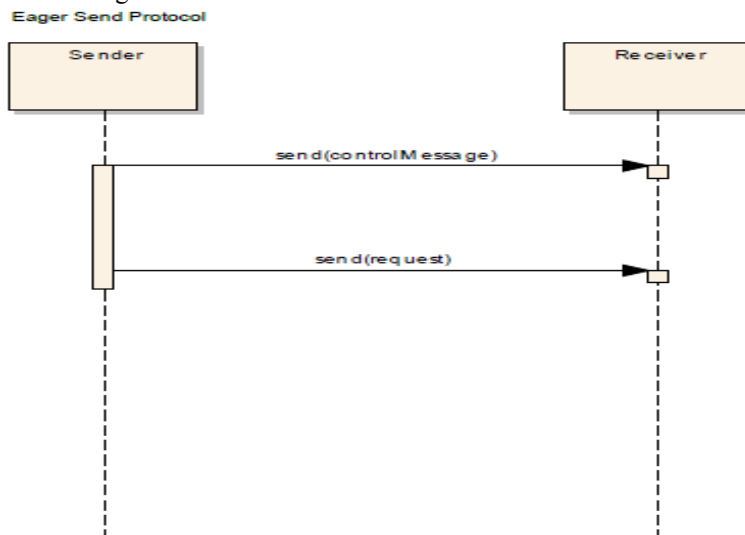 Eager Send Protocol
Sender
Receiver
send(controlMessage)
send(request)